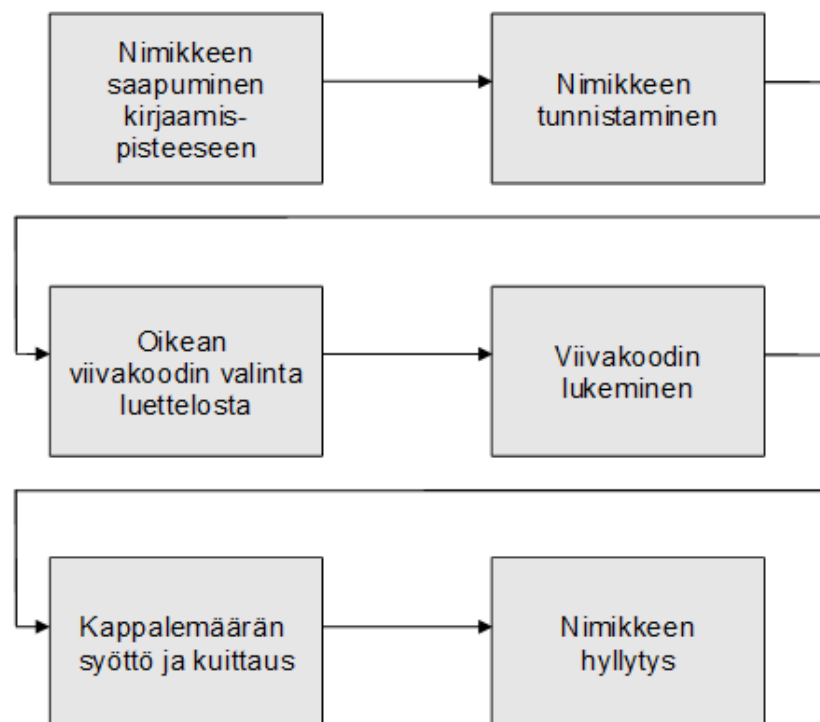 Nimikkeen
saapuminen
kirjaamis-
pisteeseen
Nimikkeen
tunnistaminen
Oikean
viivakoodin valinta
luettelosta
Viivakoodin
lukeminen
Kappalemäärän
syöttö ja kuittaus
Nimikkeen
hyllytys